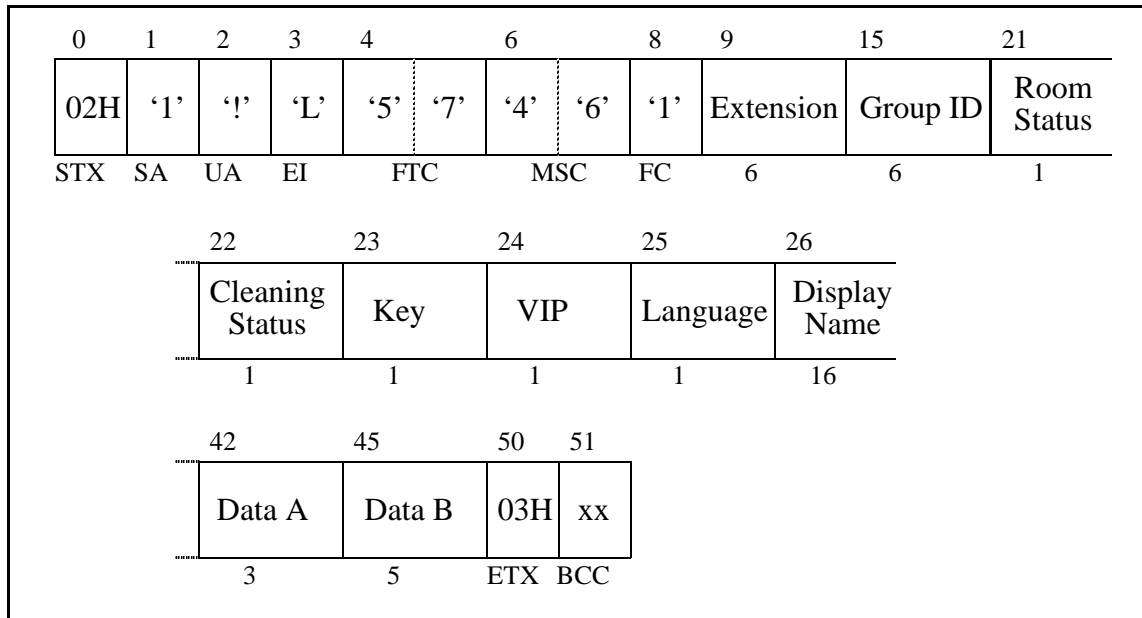 0 1 2 3 4 6 8 9 15 21
02H ‘1’ ‘!’ ‘L’ ‘5’ ‘7’ ‘4’ ‘6’ ‘1’ Extension Group ID Room Status
STX SA UA EI FTC MSC FC 6 6 1
22 23 24 25 26
Cleaning Status Key VIP Language Display Name
1 1 1 1 16
42 45 50 51
Data A Data B 03H xx
3 5 ETX BCC